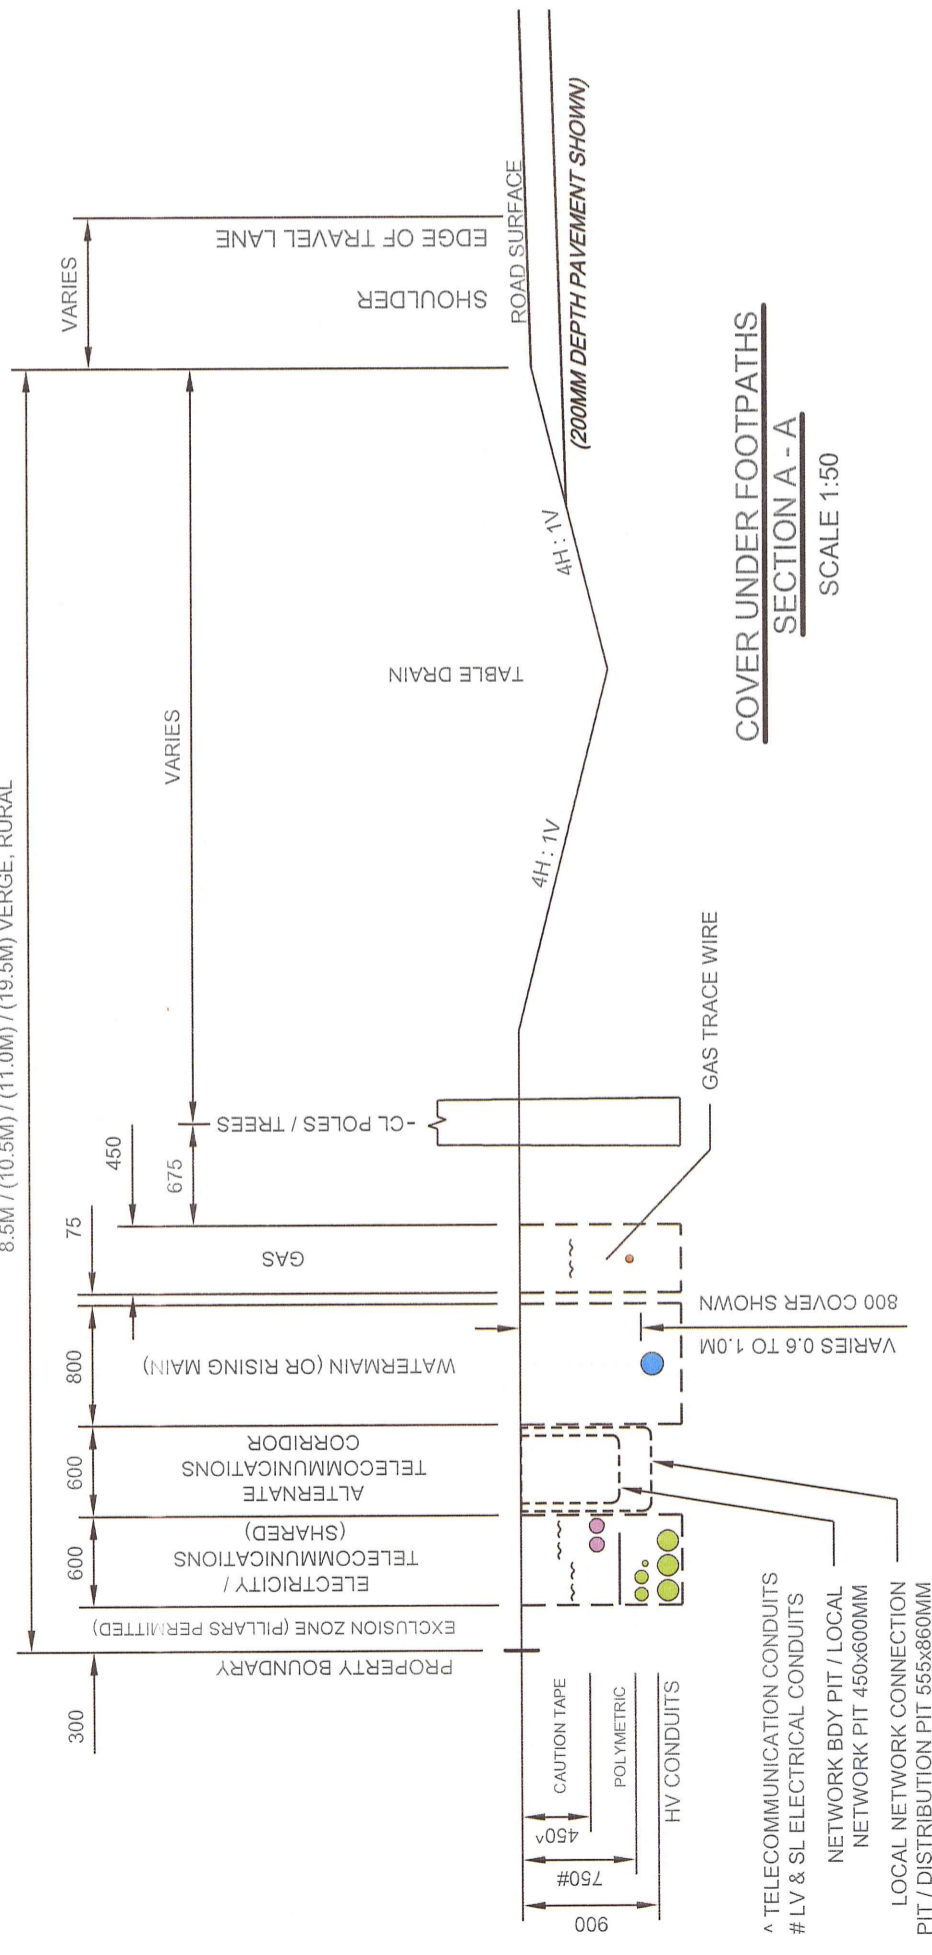 8.5M / (10.5M) / (11.0M) / (19.5M) VERGE, RURAL
300
600
600
800
75
VARIES
450
675
VARIES
PROPERTY BOUNDARY
EXCLUSION ZONE (PILLARS PERMITTED)
ELECTRICITY /
TELECOMMUNICATIONS
(SHARED)
ALTERNATE
TELECOMMUNICATIONS
CORRIDOR
WATERMAIN (OR RISING MAIN)
GAS
CL POLES / TREES
TABLE DRAIN
SHOULDER
EDGE OF TRAVEL LANE
ROAD SURFACE
4H : 1V
4H : 1V
(200MM DEPTH PAVEMENT SHOWN)
CAUTION TAPE
POLYMETRIC
HV CONDUITS
450^
750#
900
VARIES 0.6 TO 1.0M
800 COVER SHOWN
GAS TRACE WIRE
^ TELECOMMUNICATION CONDUITS
# LV & SL ELECTRICAL CONDUITS
NETWORK BDY PIT / LOCAL
NETWORK PIT 450x600MM
LOCAL NETWORK CONNECTION
PIT / DISTRIBUTION PIT 555x860MM
COVER UNDER FOOTPATHS
SECTION A - A
SCALE 1:50